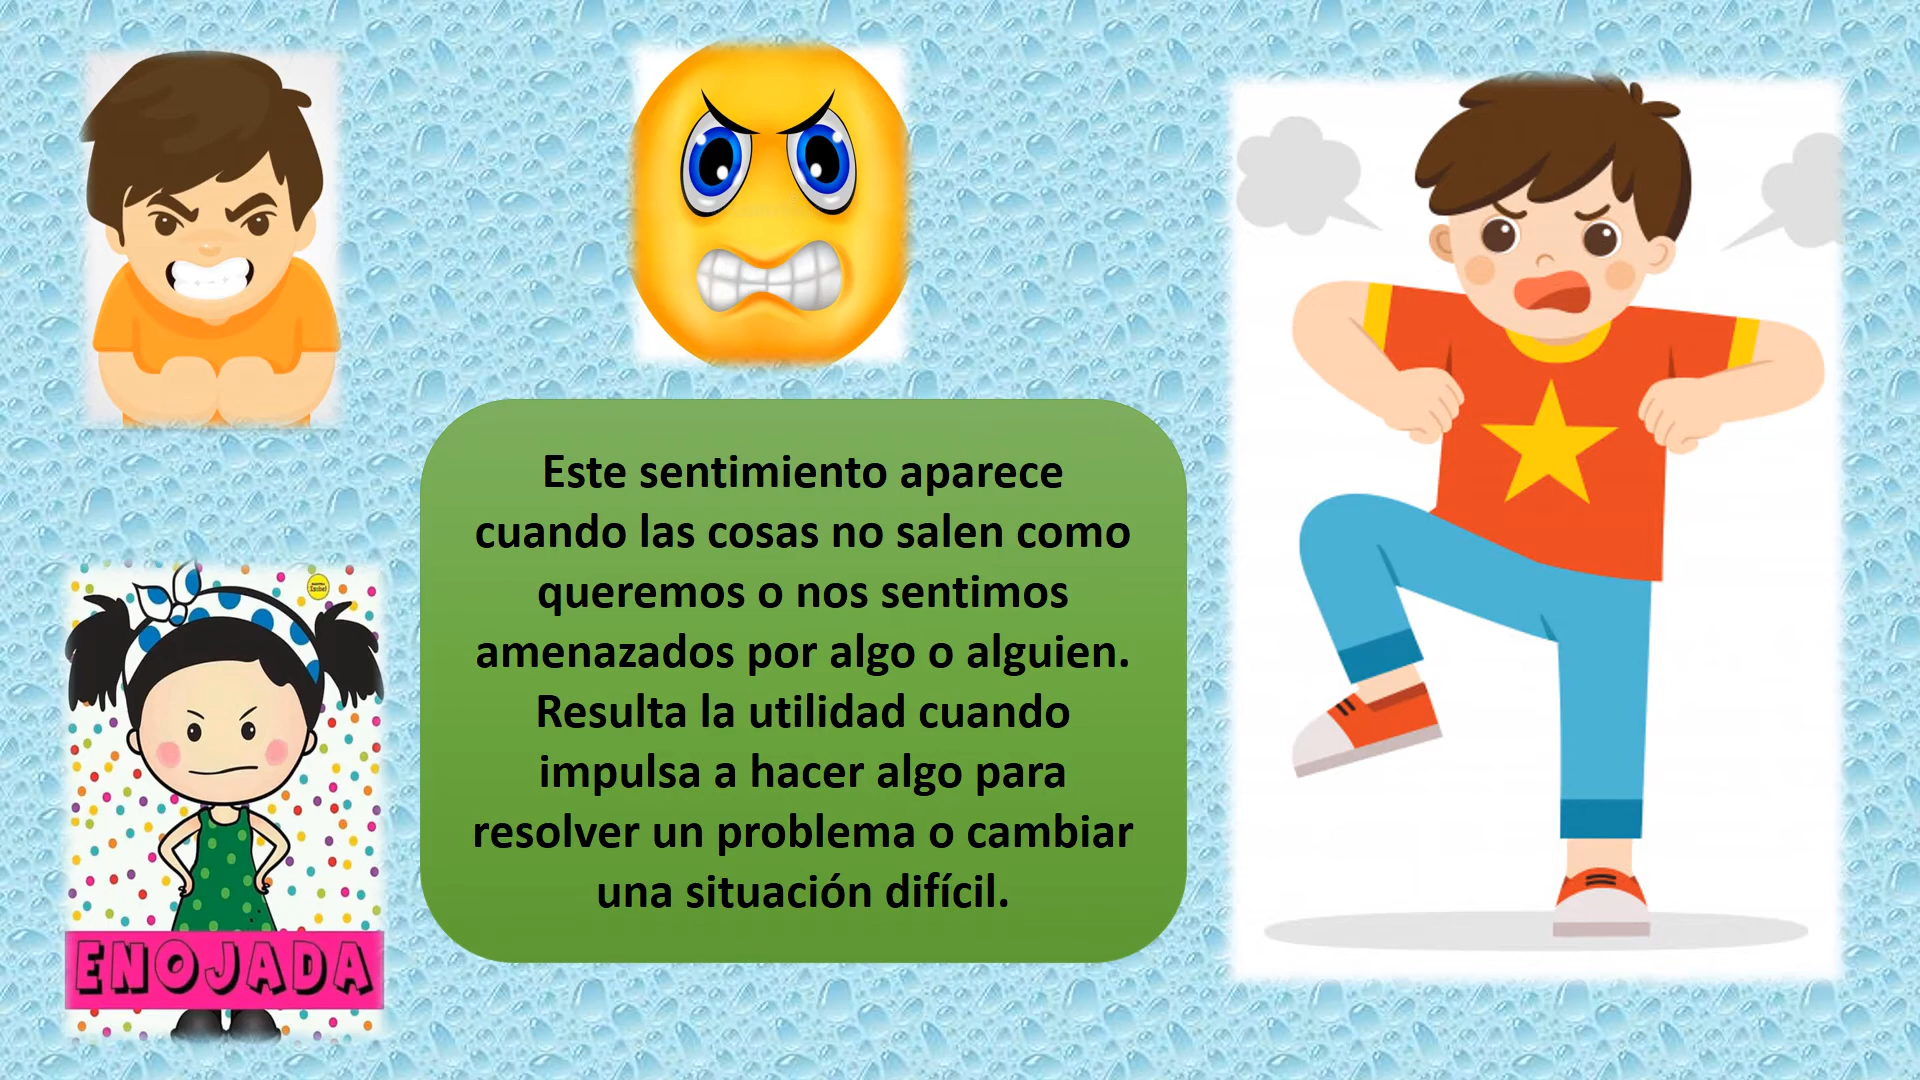 Este sentimiento aparece
cuando las cosas no salen como
queremos o nos sentimos
amenazados por algo o alguien.
Resulta la utilidad cuando
impulsa a hacer algo para
resolver un problema o cambiar
una situación difícil.
ENOJADA